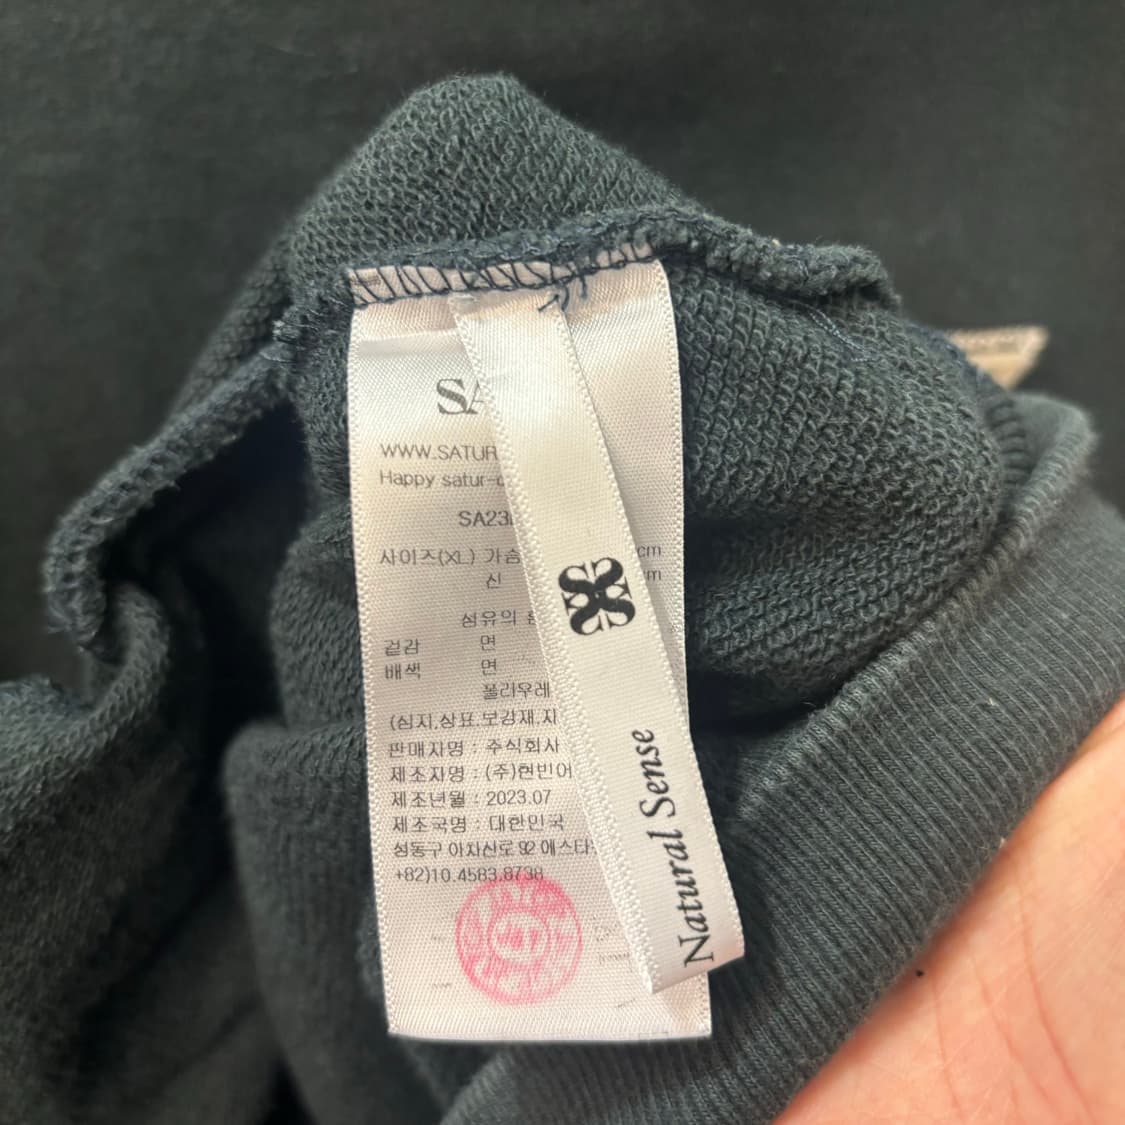 SA
WWW.SATUR
Happy satur-d
SA23
사이즈(XL) 가슴 cm
신 cm
섬유의
겉감 면
배색 면
폴리우레
(심지,상표,보강재,지
판매자명 : 주식회사
제조자명 : (주)현빈어
제조년월 : 2023.07
제조국명 : 대한민국
성동구 아차산로 92 에스타
+82)10.4583.8738
Natural Sense